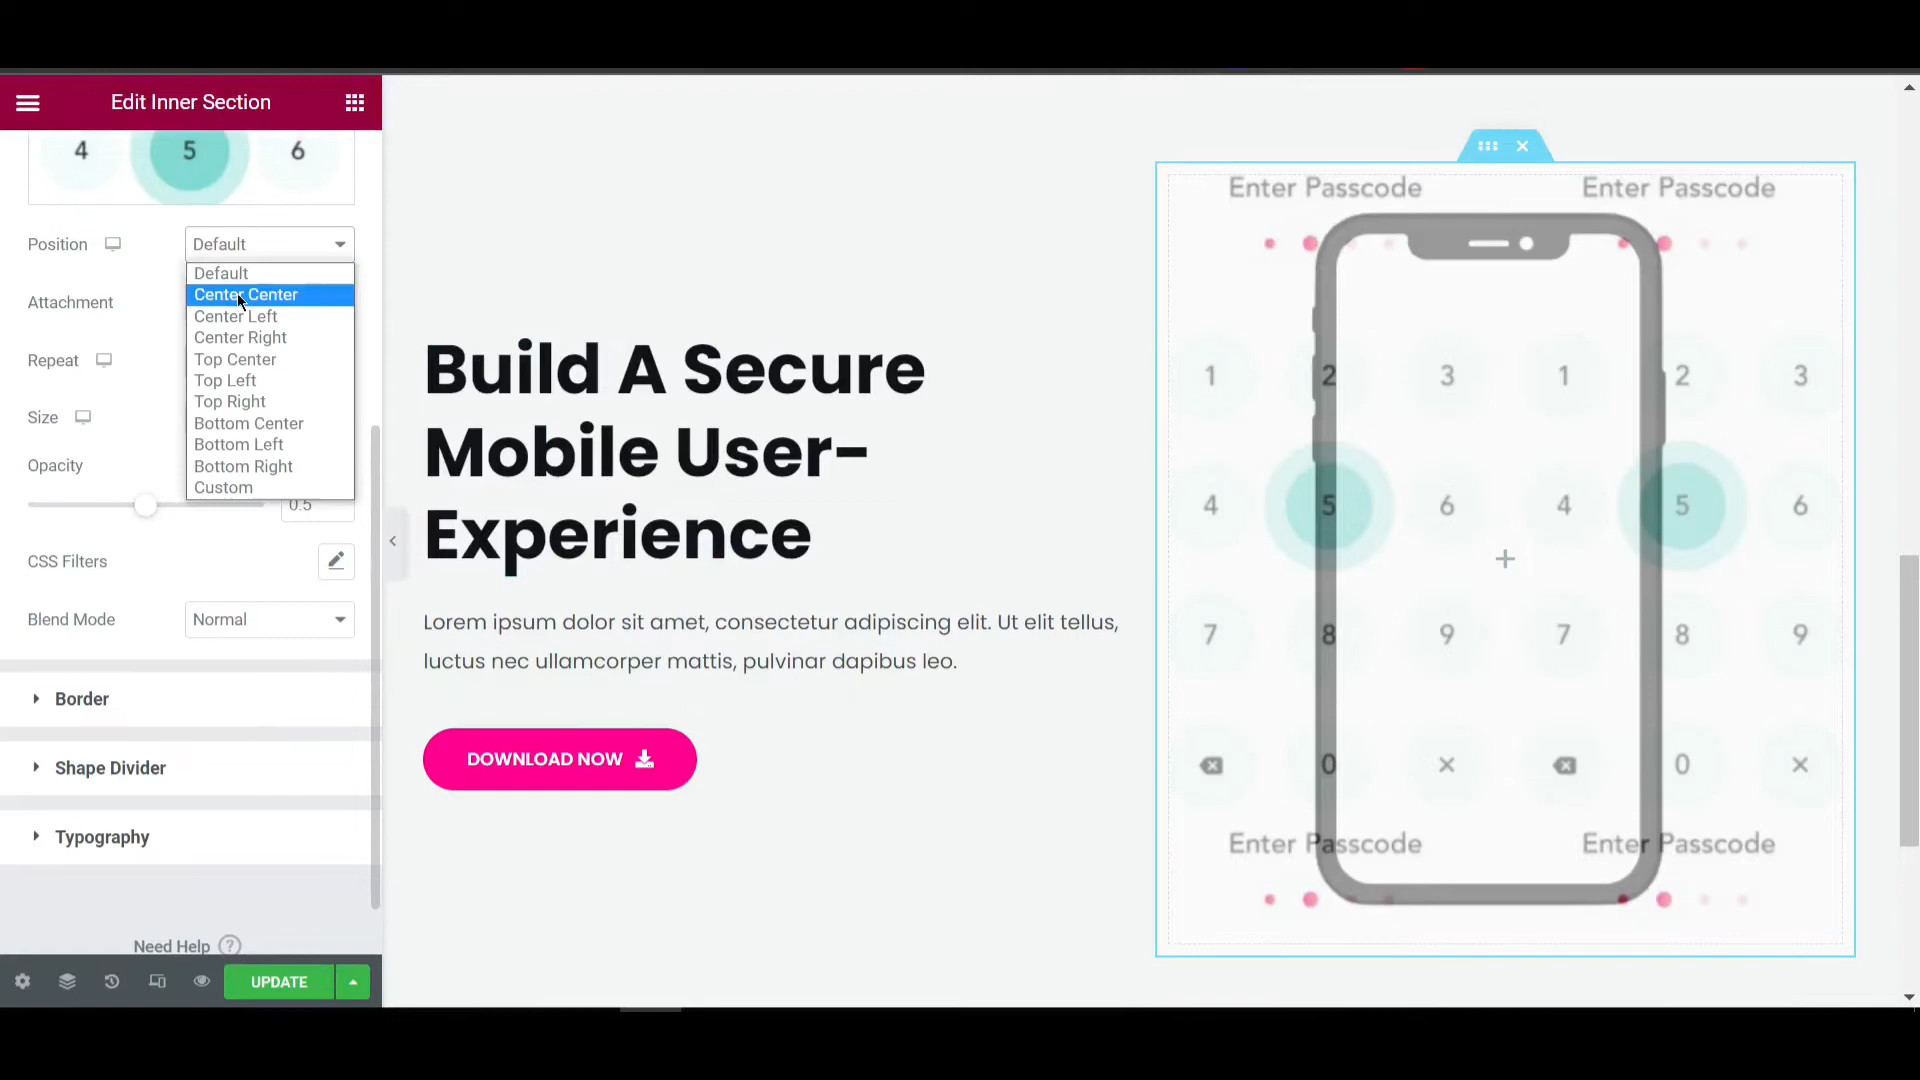 Edit Inner Section
4 5 6
Position Default
Default
Center Center
Attachment
Center Left
Center Right
Repeat
Top Center
Top Left
Top Right
Size
Bottom Center
Bottom Left
Opacity
Bottom Right
Custom
0.5
CSS Filters
Blend Mode Normal
Border
Shape Divider
Typography
Need Help ?
UPDATE
Build A Secure
Mobile User-
Experience
Lorem ipsum dolor sit amet, consectetur adipiscing elit. Ut elit tellus,
luctus nec ullamcorper mattis, pulvinar dapibus leo.
DOWNLOAD NOW
Enter Passcode Enter Passcode
1 2 3 1 2 3
4 5 6 4 5 6
7 8 9 7 8 9
0 × 0 ×
Enter Passcode Enter Passcode